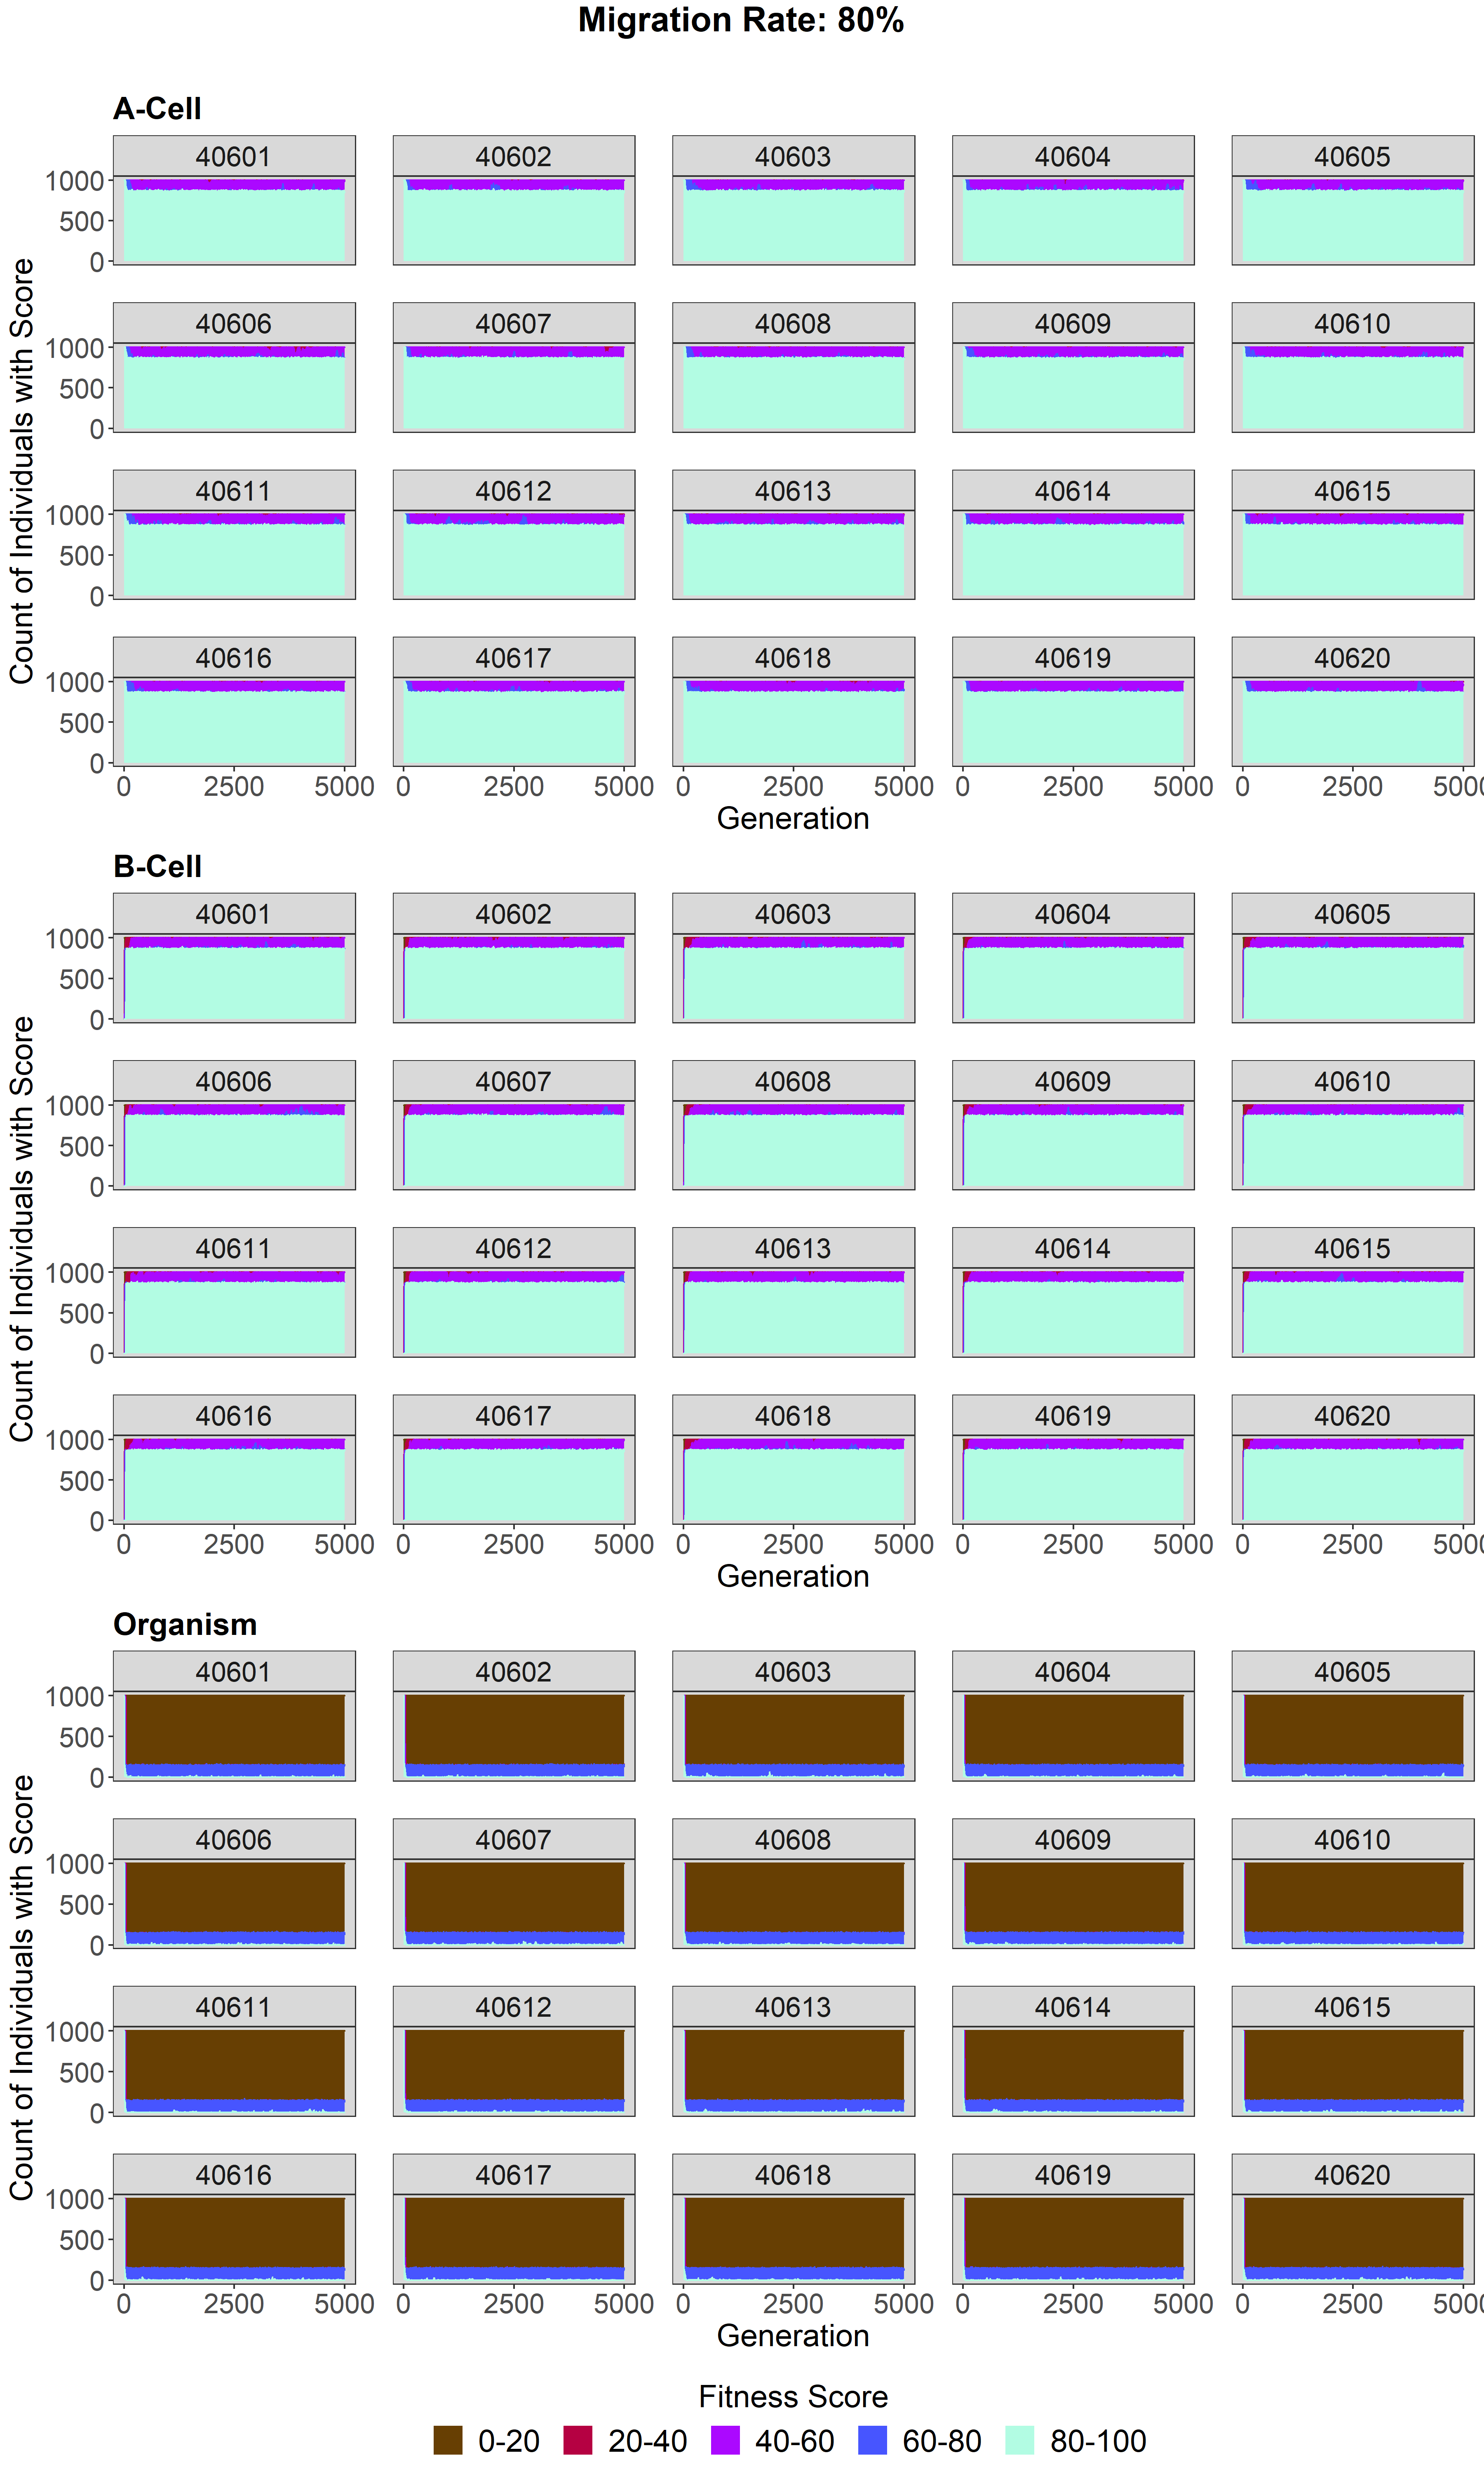 Migration Rate: 80%
A-Cell
Count of Individuals with Score
40601 40602 40603 40604 40605
1000
500
0
40606 40607 40608 40609 40610
1000
500
0
40611 40612 40613 40614 40615
1000
500
0
40616 40617 40618 40619 40620
1000
500
0
0 2500 5000 0 2500 5000 0 2500 5000 0 2500 5000 0 2500 5000
Generation
B-Cell
Count of Individuals with Score
40601 40602 40603 40604 40605
1000
500
0
40606 40607 40608 40609 40610
1000
500
0
40611 40612 40613 40614 40615
1000
500
0
40616 40617 40618 40619 40620
1000
500
0
0 2500 5000 0 2500 5000 0 2500 5000 0 2500 5000 0 2500 5000
Generation
Organism
Count of Individuals with Score
40601 40602 40603 40604 40605
1000
500
0
40606 40607 40608 40609 40610
1000
500
0
40611 40612 40613 40614 40615
1000
500
0
40616 40617 40618 40619 40620
1000
500
0
0 2500 5000 0 2500 5000 0 2500 5000 0 2500 5000 0 2500 5000
Generation
Fitness Score
0-20 20-40 40-60 60-80 80-100